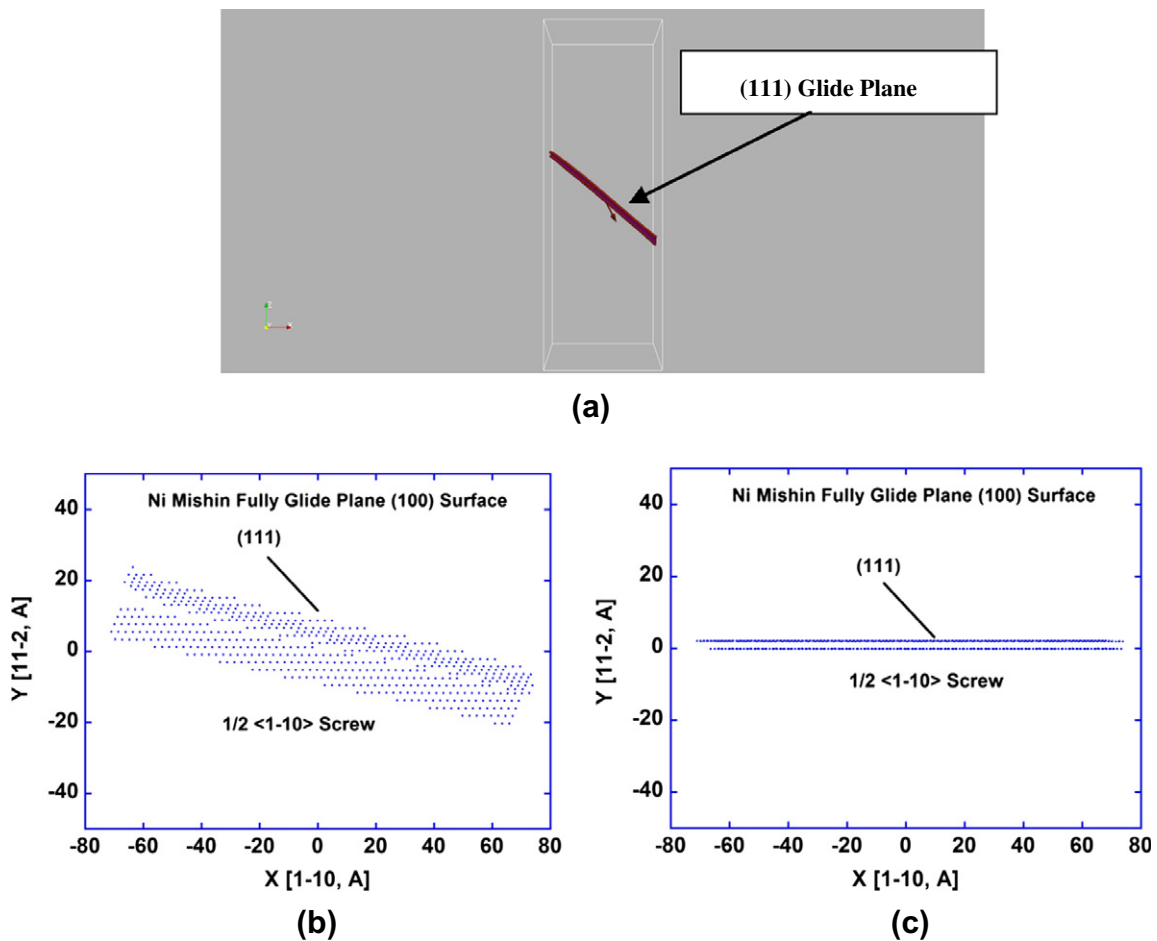 (111) Glide Plane
(a)
Ni Mishin Fully Glide Plane (100) Surface
(111)
1/2 <1-10> Screw
Y [11-2, A]
40
20
0
-20
-40
-80 -60 -40 -20 0 20 40 60 80
X [1-10, A]
(b)
Ni Mishin Fully Glide Plane (100) Surface
(111)
1/2 <1-10> Screw
Y [11-2, A]
40
20
0
-20
-40
-80 -60 -40 -20 0 20 40 60 80
X [1-10, A]
(c)